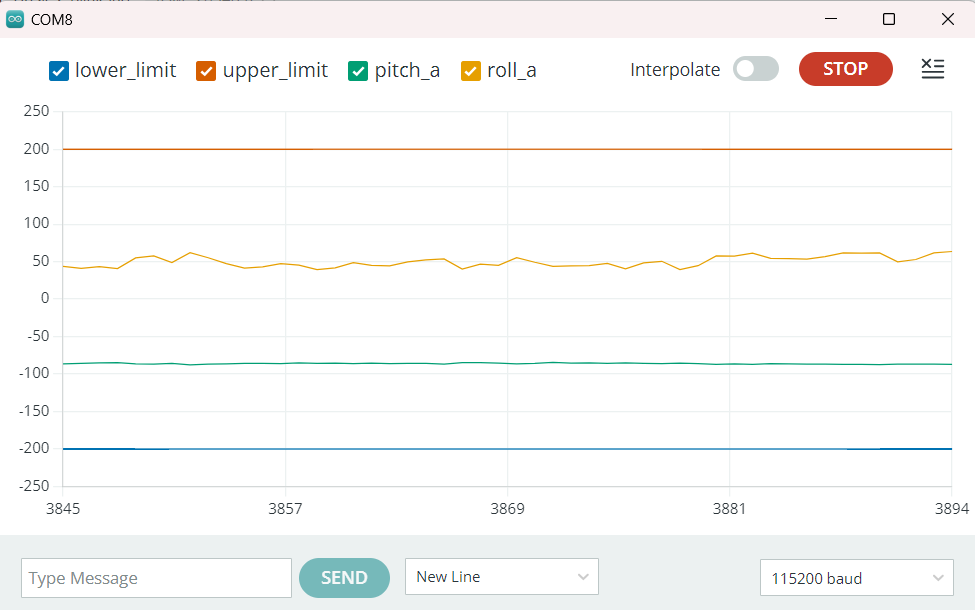 COM8
lower_limit upper_limit pitch_a roll_a Interpolate STOP
250
200
150
100
50
0
-50
-100
-150
-200
-250
3845 3857 3869 3881 3894
Type Message SEND New Line 115200 baud